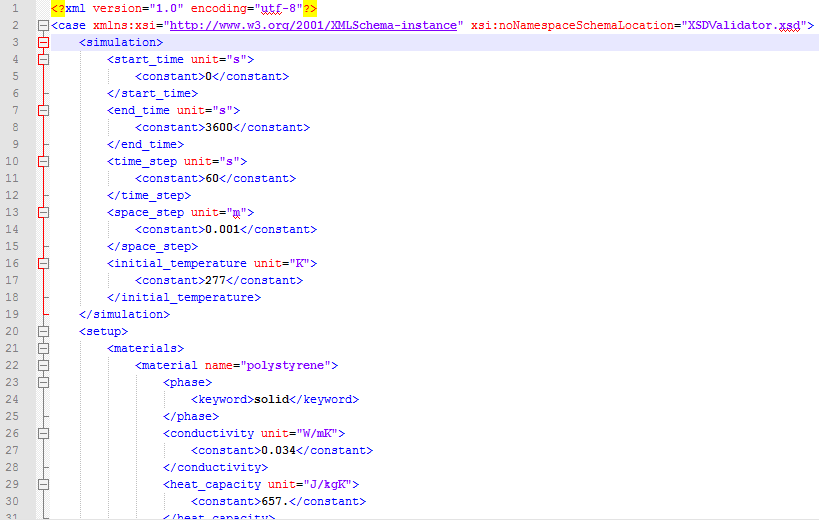 1 <?xml version="1.0" encoding="utf-8"?>
2 <case xmlns:xsi="http://www.w3.org/2001/XMLSchema-instance" xsi:noNamespaceSchemaLocation="XSDValidator.xsd">
3 <simulation>
4 <start_time unit="s">
5 <constant>0</constant>
6 </start_time>
7 <end_time unit="s">
8 <constant>3600</constant>
9 </end_time>
10 <time_step unit="s">
11 <constant>60</constant>
12 </time_step>
13 <space_step unit="m">
14 <constant>0.001</constant>
15 </space_step>
16 <initial_temperature unit="K">
17 <constant>277</constant>
18 </initial_temperature>
19 </simulation>
20 <setup>
21 <materials>
22 <material name="polystyrene">
23 <phase>
24 <keyword>solid</keyword>
25 </phase>
26 <conductivity unit="W/mK">
27 <constant>0.034</constant>
28 </conductivity>
29 <heat_capacity unit="J/kgK">
30 <constant>657.</constant>
31 </heat_capacity>